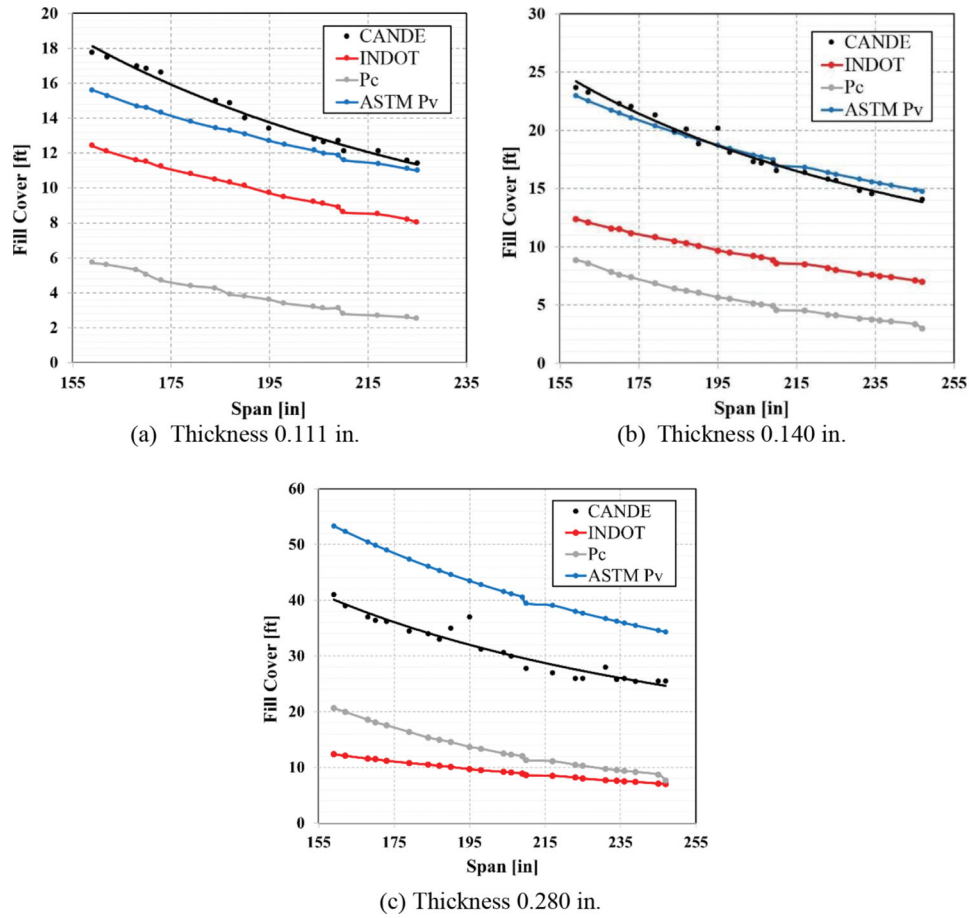 20
18
16
14
12
10
8
6
4
2
0
Fill Cover [ft]
CANDE
INDOT
Pc
ASTM Pv
155 175 195 215 235
Span [in]
(a) Thickness 0.111 in.
30
25
20
15
10
5
0
Fill Cover [ft]
CANDE
INDOT
Pc
ASTM Pv
155 175 195 215 235 255
Span [in]
(b) Thickness 0.140 in.
60
50
40
30
20
10
0
Fill Cover [ft]
CANDE
INDOT
Pc
ASTM Pv
155 175 195 215 235 255
Span [in]
(c) Thickness 0.280 in.